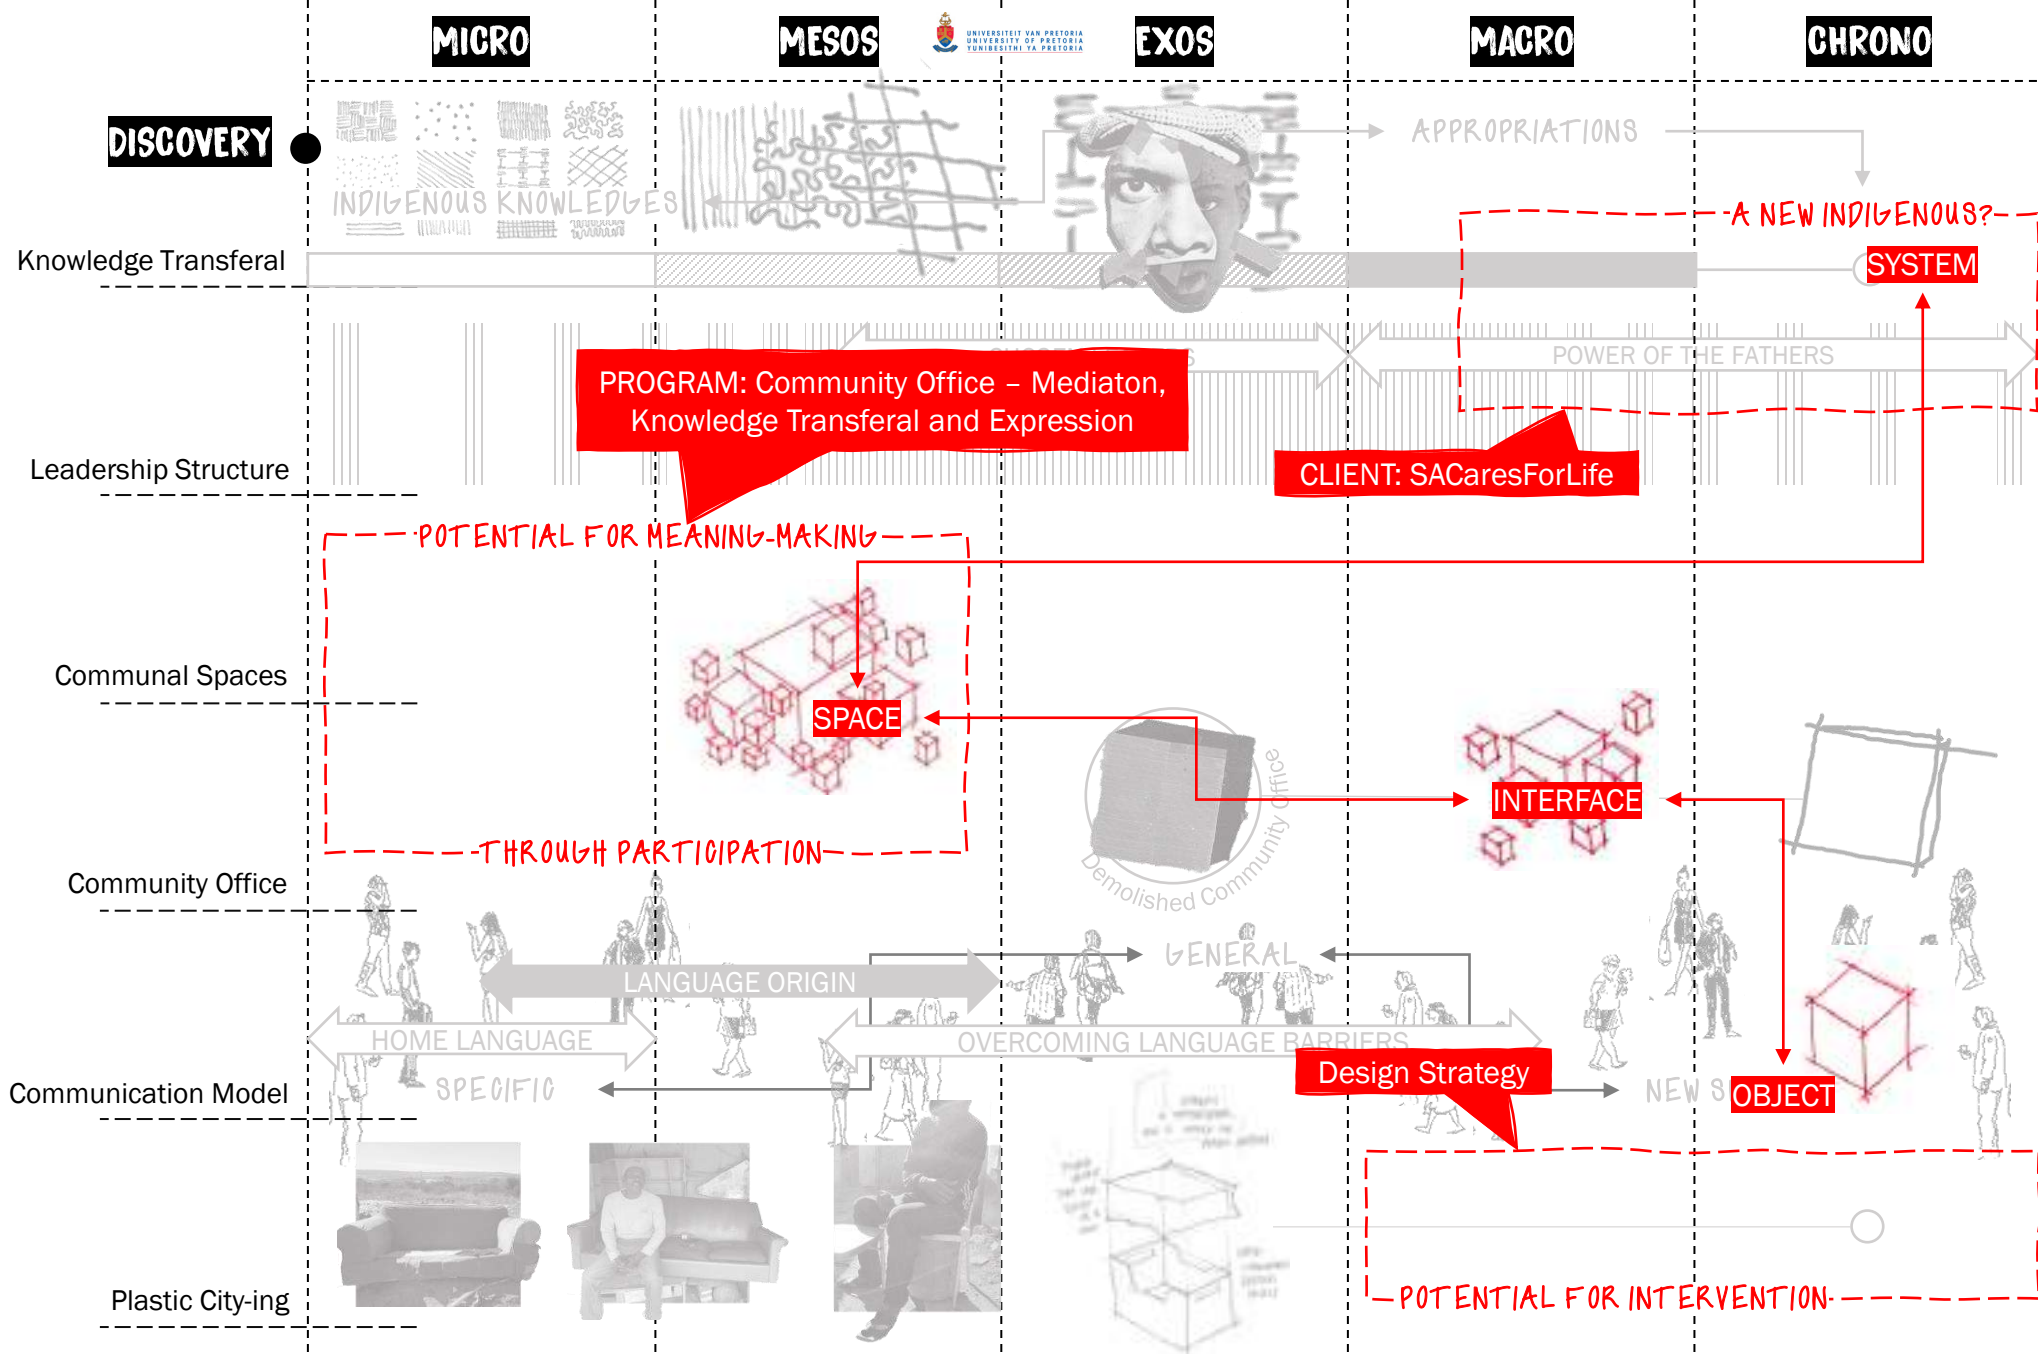 MICRO
MESOS
UNIVERSITEIT VAN PRETORIA
UNIVERSITY OF PRETORIA
YUNIBESITHI YA PRETORIA
EXOS
MACRO
CHRONO
DISCOVERY
APPROPRIATIONS
INDIGENOUS KNOWLEDGES
A NEW INDIGENOUS?
Knowledge Transferal
SYSTEM
POWER OF THE FATHERS
PROGRAM: Community Office – Mediaton,
Knowledge Transferal and Expression
Leadership Structure
CLIENT: SACaresForLife
POTENTIAL FOR MEANING-MAKING
Communal Spaces
SPACE
INTERFACE
Demolished Community Office
THROUGH PARTICIPATION
Community Office
GENERAL
LANGUAGE ORIGIN
HOME LANGUAGE
OVERCOMING LANGUAGE BARRIERS
Design Strategy
Communication Model
SPECIFIC
NEW S
OBJECT
Plastic City-ing
POTENTIAL FOR INTERVENTION